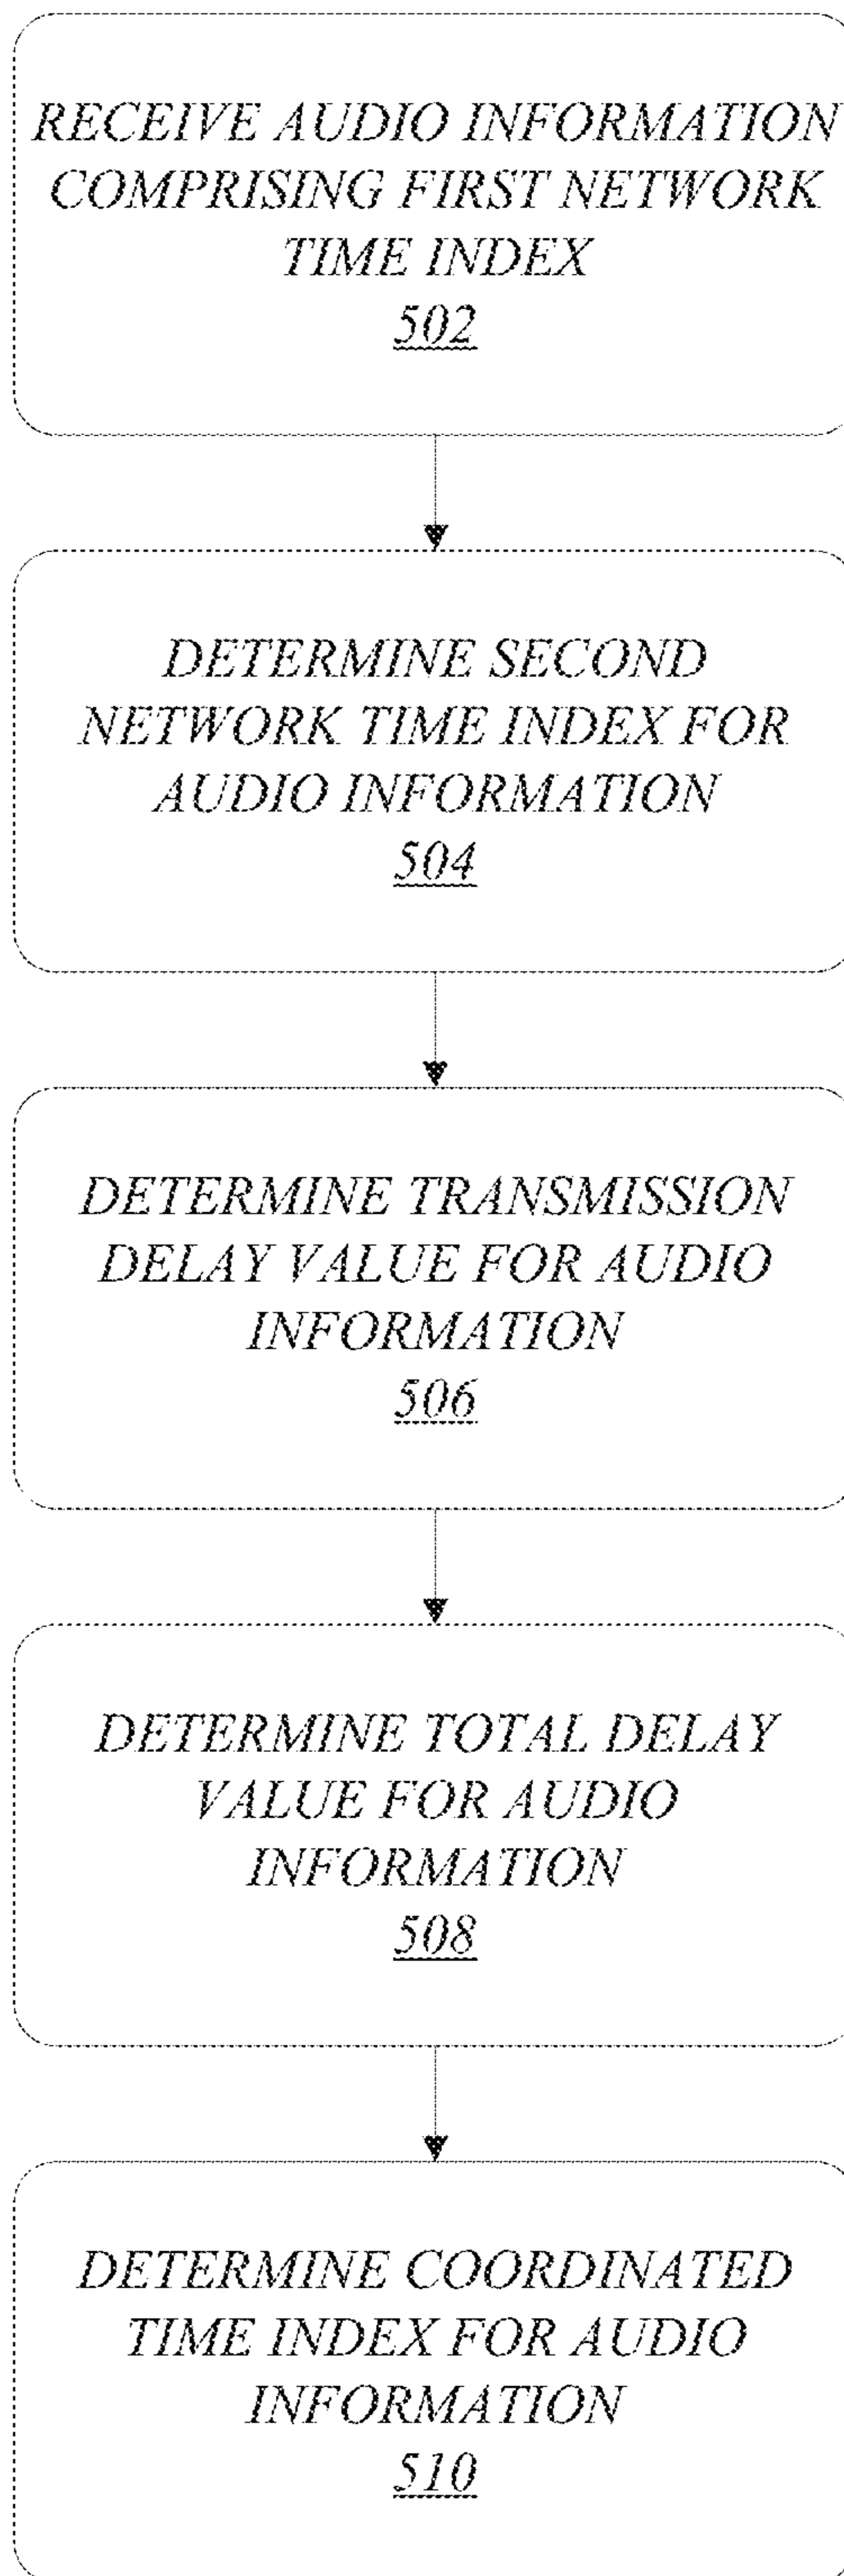 RECEIVE AUDIO INFORMATION
COMPRISING FIRST NETWORK
TIME INDEX
502
DETERMINE SECOND
NETWORK TIME INDEX FOR
AUDIO INFORMATION
504
DETERMINE TRANSMISSION
DELAY VALUE FOR AUDIO
INFORMATION
506
DETERMINE TOTAL DELAY
VALUE FOR AUDIO
INFORMATION
508
DETERMINE COORDINATED
TIME INDEX FOR AUDIO
INFORMATION
510